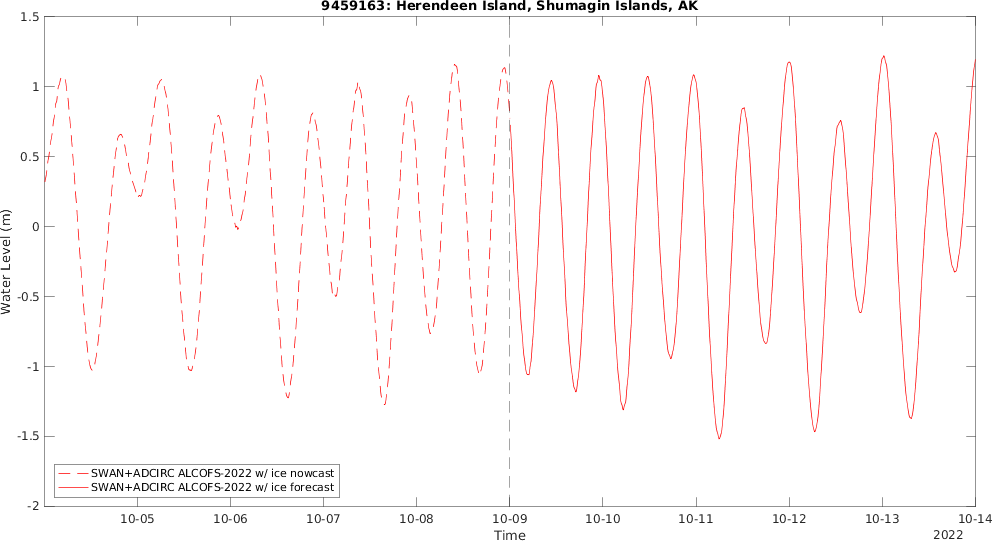 9459163: Herendeen Island, Shumagin Islands, AK
1.5
1
0.5
0
-0.5
-1
-1.5
-2
Water Level (m)
SWAN+ADCIRC ALCOFS-2022 w/ ice nowcast
SWAN+ADCIRC ALCOFS-2022 w/ ice forecast
10-05 10-06 10-07 10-08 10-09 10-10 10-11 10-12 10-13 10-14
Time
2022